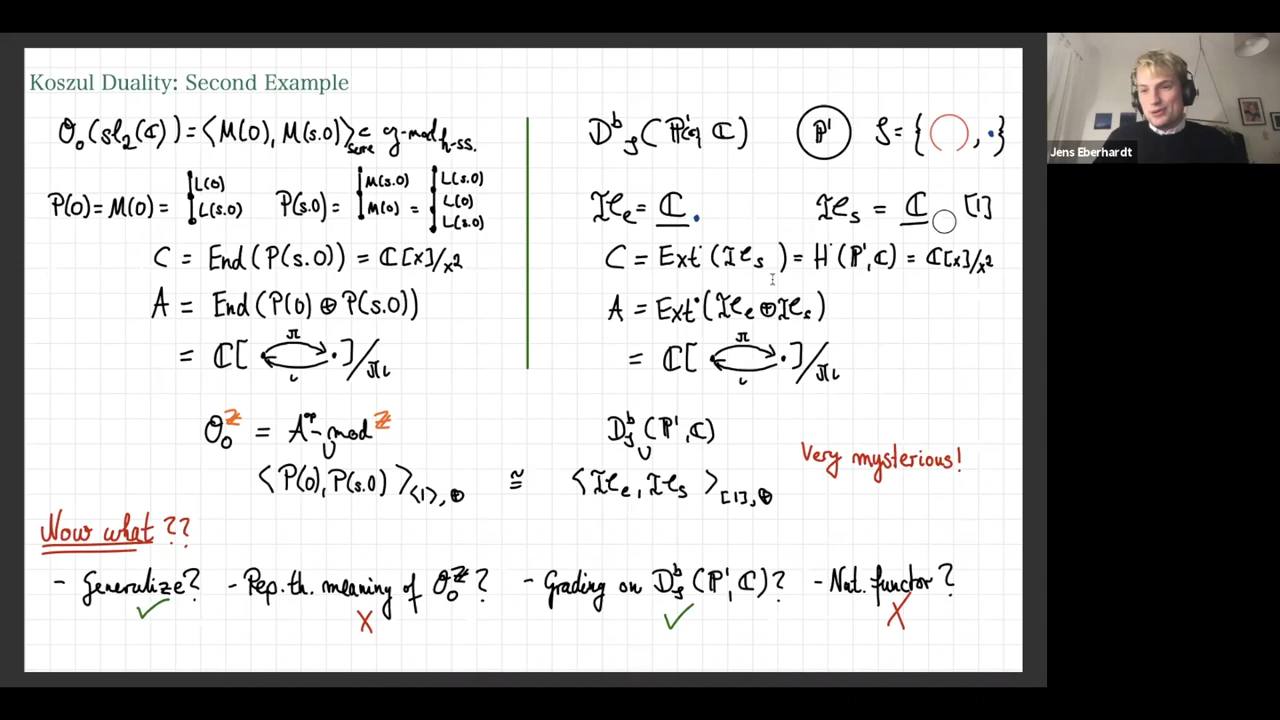 Koszul Duality: Second Example
O₀(sl₂(ℂ)) = ⟨M(0), M(s.0)⟩_Serre ⊂ g-mod_h-ss.
P(0) = M(0) = L(0) L(s.0) P(s.0) = M(s.0) M(0) = L(s.0) L(0) L(s.0)
C = End(P(s.0)) = ℂ[x]/x²
A = End(P(0) ⊕ P(s.0))
= ℂ[ π ι ]/πι
O₀^ℤ = A^op-mod^ℤ
∪
⟨P(0), P(s.0)⟩_⟨1⟩,⊕ ≅ ⟨IC_e, IC_s⟩_[1],⊕
D^b_S(P¹, ℂ) P¹ S = { , • }
IC_e = ℂ. IC_s = ℂ [1]
C = Ext^•(IC_s) = H^•(P¹, ℂ) = ℂ[x]/x²
A = Ext^•(IC_e ⊕ IC_s)
= ℂ[ π ι ]/πι
D^b_S(P¹, ℂ)
∪
Very mysterious!
Now what??
- Generalize? - Rep. th. meaning of O₀^ℤ? - Grading on D^b_S(P¹, ℂ)? - Nat. functor?
✓ X ✓ X
Jens Eberhardt